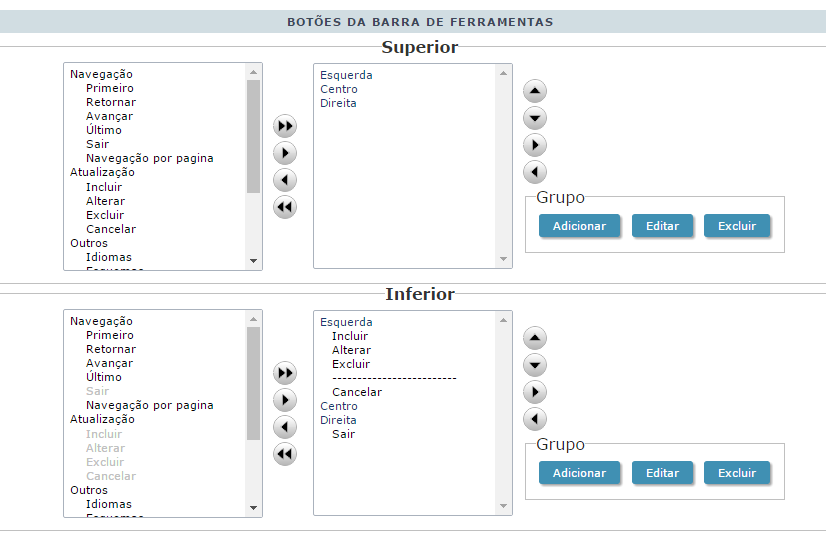 BOTÕES DA BARRA DE FERRAMENTAS
Superior
Navegação
Primeiro
Retornar
Avançar
Último
Sair
Navegação por pagina
Atualização
Incluir
Alterar
Excluir
Cancelar
Outros
Idiomas
Esquerda
Centro
Direita
Grupo
Adicionar Editar Excluir
Inferior
Navegação
Primeiro
Retornar
Avançar
Último
Sair
Navegação por pagina
Atualização
Incluir
Alterar
Excluir
Cancelar
Outros
Idiomas
Esquerda
Incluir
Alterar
Excluir
-------------------------
Cancelar
Centro
Direita
Sair
Grupo
Adicionar Editar Excluir